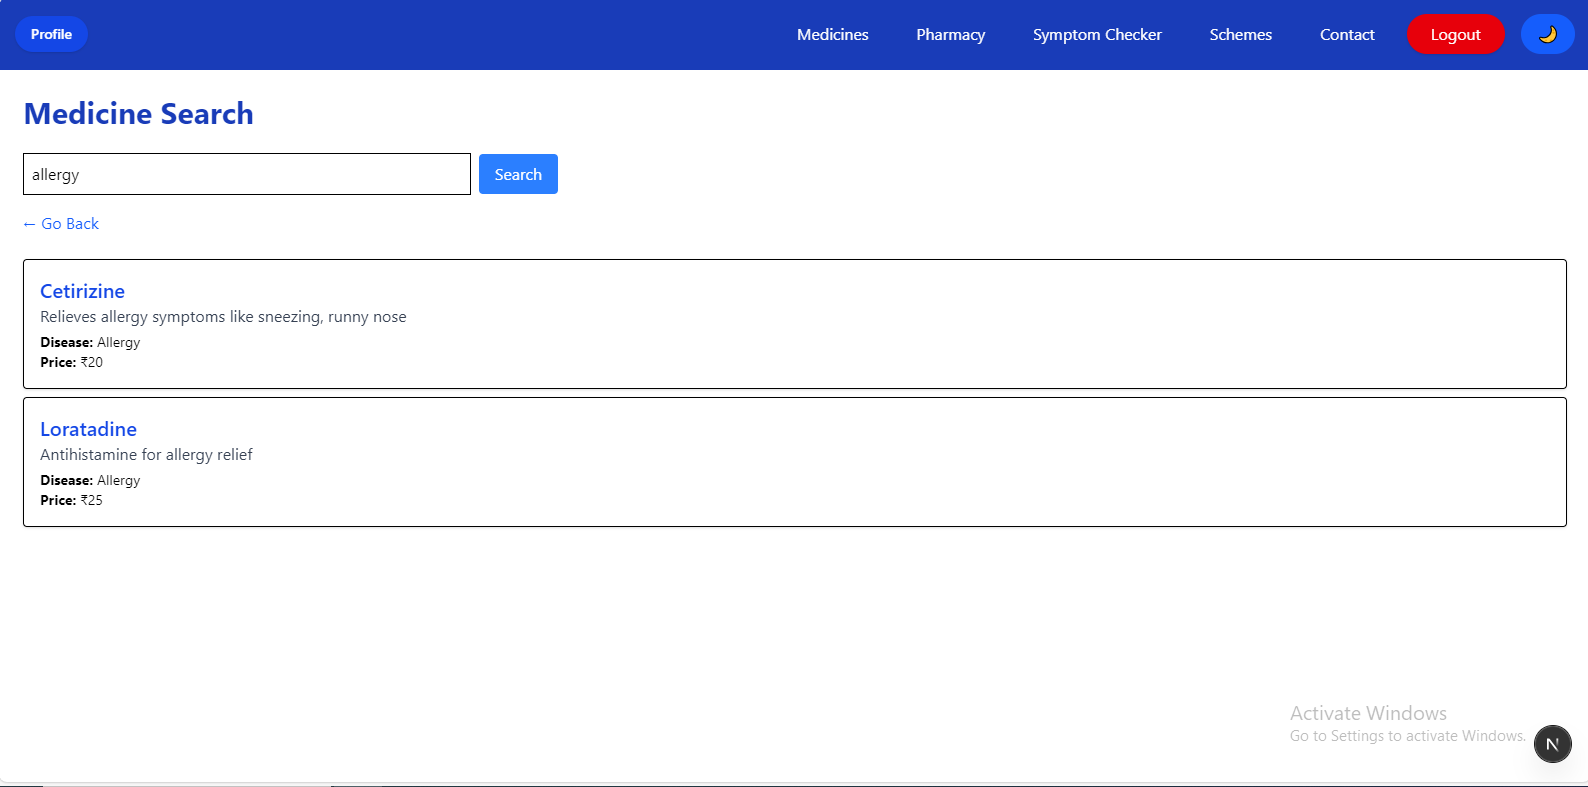 Profile
Medicines Pharmacy Symptom Checker Schemes Contact Logout
Medicine Search
allergy
Search
← Go Back
Cetirizine
Relieves allergy symptoms like sneezing, runny nose
Disease: Allergy
Price: ₹20
Loratadine
Antihistamine for allergy relief
Disease: Allergy
Price: ₹25
Activate Windows
Go to Settings to activate Windows.
N